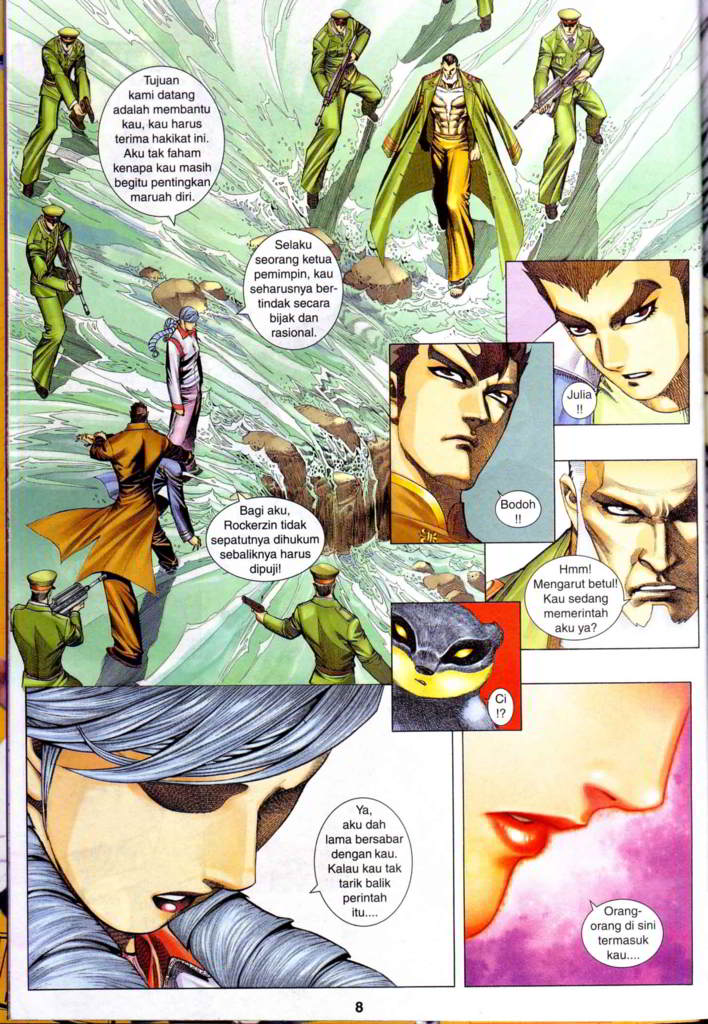 Tujuan
kami datang
adalah membantu
kau, kau harus
terima hakikat ini.
Aku tak faham
kenapa kau masih
begitu pentingkan
maruah diri.
Selaku
seorang ketua
pemimpin, kau
seharusnya ber-
tindak secara
bijak dan
rasional.
Bagi aku,
Rockerzin tidak
sepatutnya dihukum
sebaliknya harus
dipuji!
Julia
!!
Bodoh
!!
Hmm!
Mengarut betul!
Kau sedang
memerintah
aku ya?
Ci
!?
Ya,
aku dah
lama bersabar
dengan kau.
Kalau kau tak
tarik balik
perintah
itu....
Orang-
orang di sini
termasuk
kau....
8